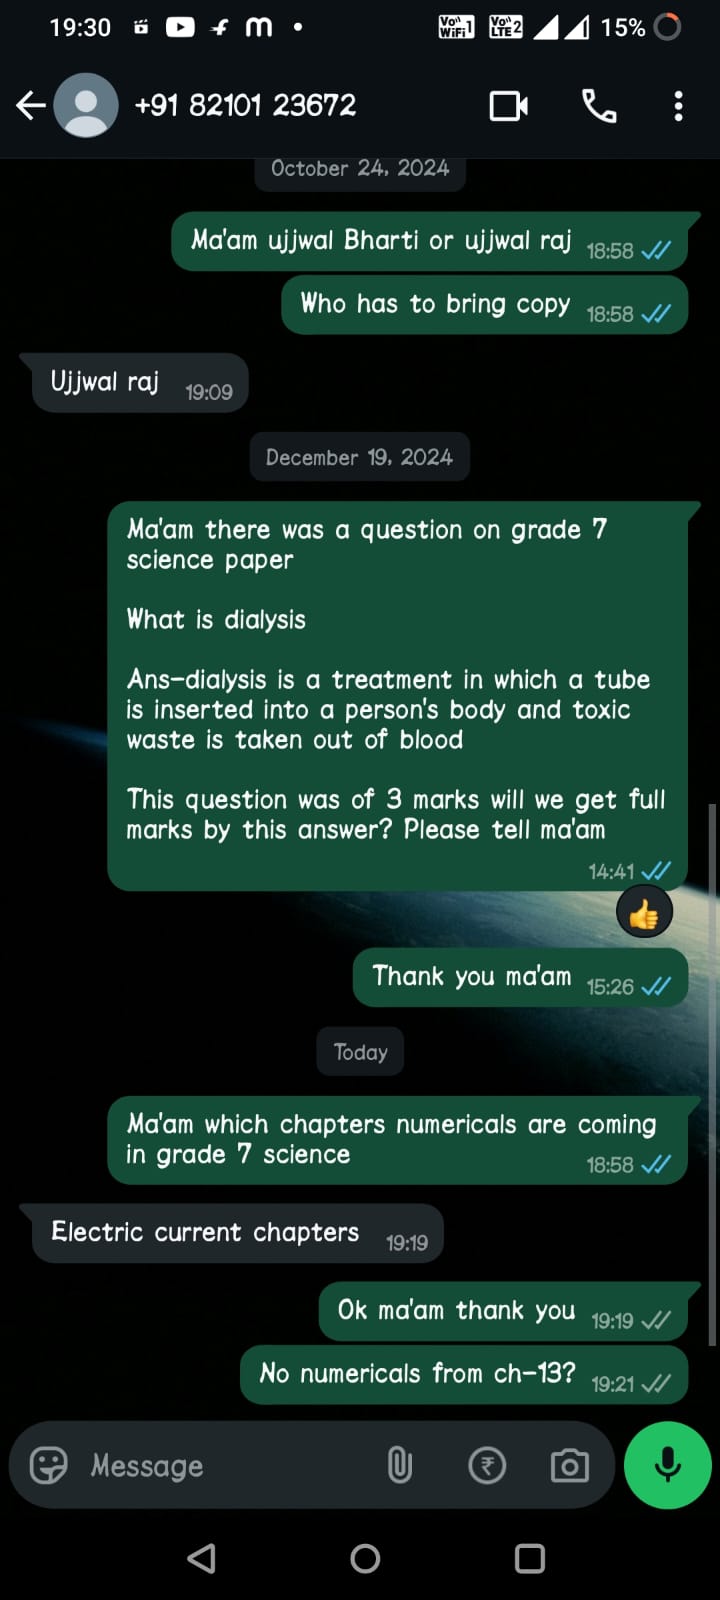 19:30
Vo)) WiFi 1
Vo)) LTE 2
15%
+91 82101 23672
October 24, 2024
Ma'am ujjwal Bharti or ujjwal raj 18:58
Who has to bring copy 18:58
Ujjwal raj 19:09
December 19, 2024
Ma'am there was a question on grade 7
science paper
What is dialysis
Ans-dialysis is a treatment in which a tube
is inserted into a person's body and toxic
waste is taken out of blood
This question was of 3 marks will we get full
marks by this answer? Please tell ma'am
14:41
Thank you ma'am 15:26
Today
Ma'am which chapters numericals are coming
in grade 7 science 18:58
Electric current chapters 19:19
Ok ma'am thank you 19:19
No numericals from ch-13? 19:21
Message